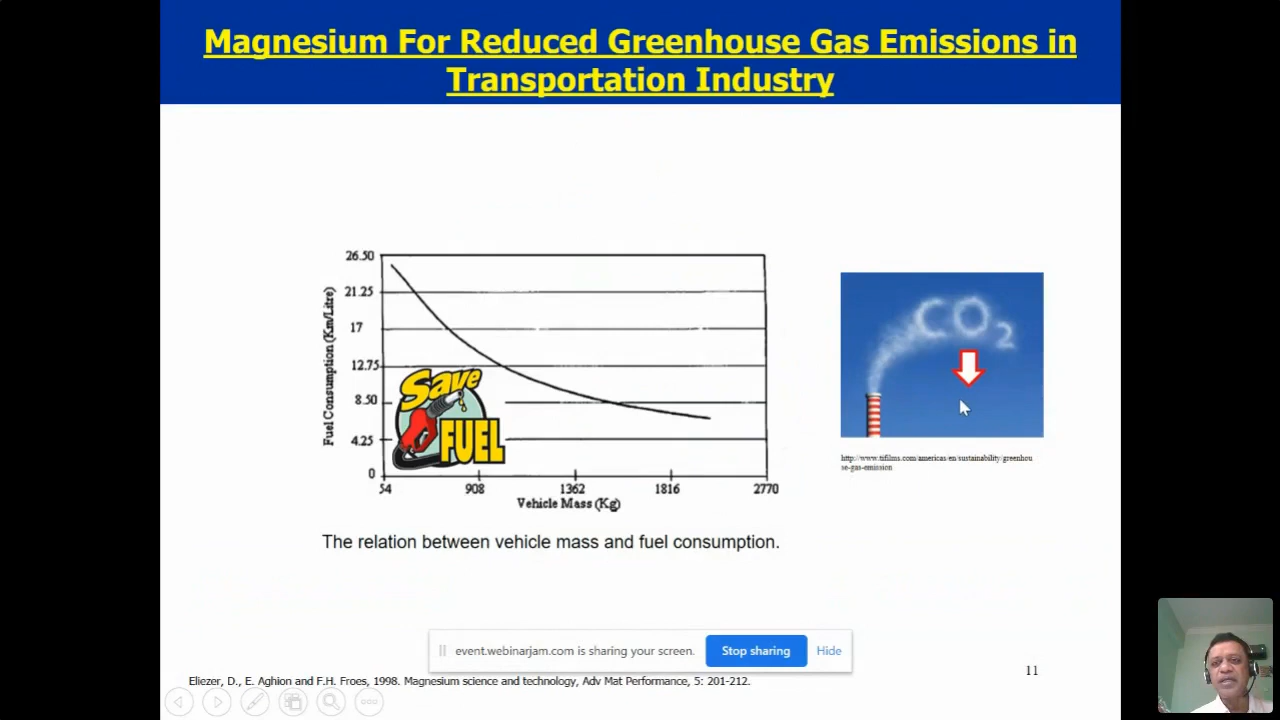 Magnesium For Reduced Greenhouse Gas Emissions in
Transportation Industry
26.50
21.25
17
12.75
8.50
4.25
0
Fuel Consumption (Km/Litre)
54 908 1362 1816 2770
Vehicle Mass (Kg)
Save
FUEL
CO2
http://www.tifilms.com/americas/en/sustainability/greenhou
se-gas-emission
The relation between vehicle mass and fuel consumption.
event.webinarjam.com is sharing your screen.
Stop sharing
Hide
11
Eliezer, D., E. Aghion and F.H. Froes, 1998. Magnesium science and technology, Adv Mat Performance, 5: 201-212.